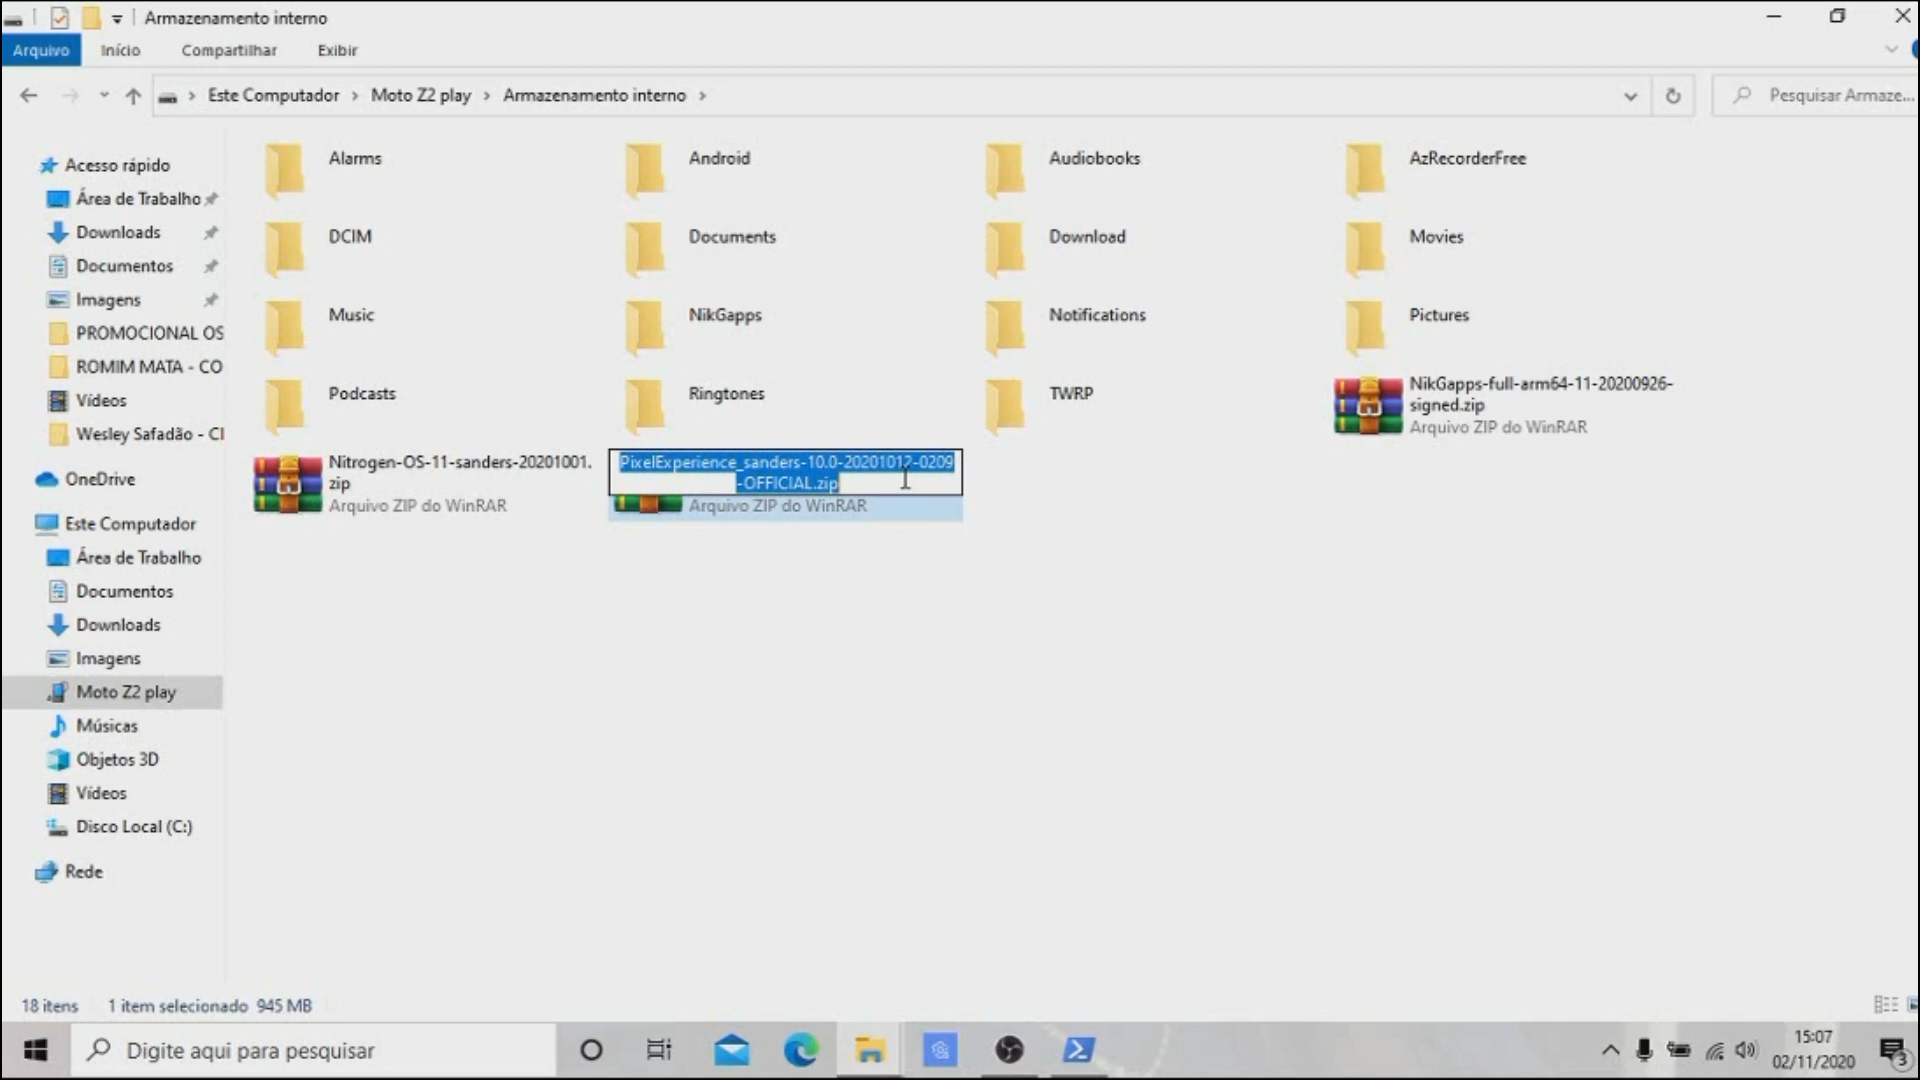 Armazenamento interno
Arquivo
Início
Compartilhar
Exibir
Este Computador > Moto Z2 play > Armazenamento interno >
Pesquisar Armaze...
Acesso rápido
Área de Trabalho
Downloads
Documentos
Imagens
PROMOCIONAL OS
ROMIM MATA - CO
Vídeos
Wesley Safadão - CI
OneDrive
Este Computador
Área de Trabalho
Documentos
Downloads
Imagens
Moto Z2 play
Músicas
Objetos 3D
Vídeos
Disco Local (C:)
Rede
Alarms
Android
Audiobooks
AzRecorderFree
DCIM
Documents
Download
Movies
Music
NikGapps
Notifications
Pictures
Podcasts
Ringtones
TWRP
NikGapps-full-arm64-11-20200926-
signed.zip
Arquivo ZIP do WinRAR
Nitrogen-OS-11-sanders-20201001.
zip
Arquivo ZIP do WinRAR
PixelExperience_sanders-10.0-20201012-0209
-OFFICIAL.zip
Arquivo ZIP do WinRAR
18 itens
1 item selecionado 945 MB
Digite aqui para pesquisar
15:07
02/11/2020
3